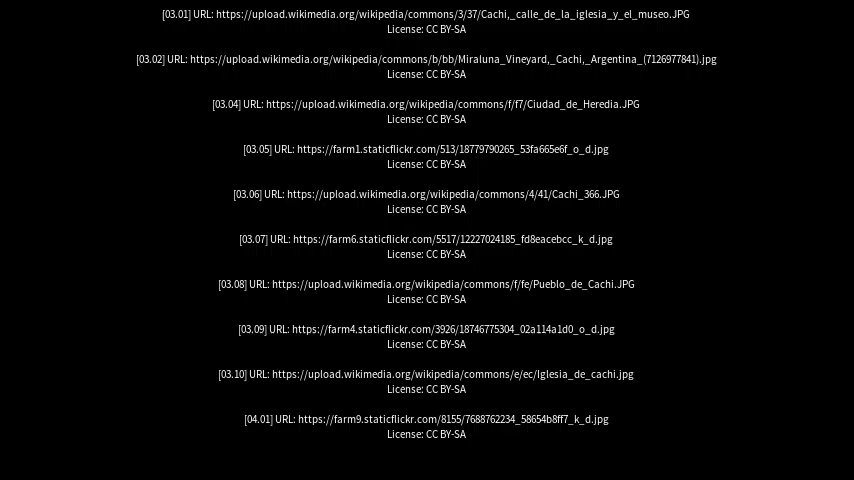 [03.01] URL: https://upload.wikimedia.org/wikipedia/commons/3/37/Cachi,_calle_de_la_iglesia_y_el_museo.JPG
License: CC BY-SA
[03.02] URL: https://upload.wikimedia.org/wikipedia/commons/b/bb/Miraluna_Vineyard,_Cachi,_Argentina_(7126977841).jpg
License: CC BY-SA
[03.04] URL: https://upload.wikimedia.org/wikipedia/commons/f/f7/Ciudad_de_Heredia.JPG
License: CC BY-SA
[03.05] URL: https://farm1.staticflickr.com/513/18779790265_53fa665e6f_o_d.jpg
License: CC BY-SA
[03.06] URL: https://upload.wikimedia.org/wikipedia/commons/4/41/Cachi_366.JPG
License: CC BY-SA
[03.07] URL: https://farm6.staticflickr.com/5517/12227024185_fd8eacebcc_k_d.jpg
License: CC BY-SA
[03.08] URL: https://upload.wikimedia.org/wikipedia/commons/f/fe/Pueblo_de_Cachi.JPG
License: CC BY-SA
[03.09] URL: https://farm4.staticflickr.com/3926/18746775304_02a114a1d0_o_d.jpg
License: CC BY-SA
[03.10] URL: https://upload.wikimedia.org/wikipedia/commons/e/ec/Iglesia_de_cachi.jpg
License: CC BY-SA
[04.01] URL: https://farm9.staticflickr.com/8155/7688762234_58654b8ff7_k_d.jpg
License: CC BY-SA